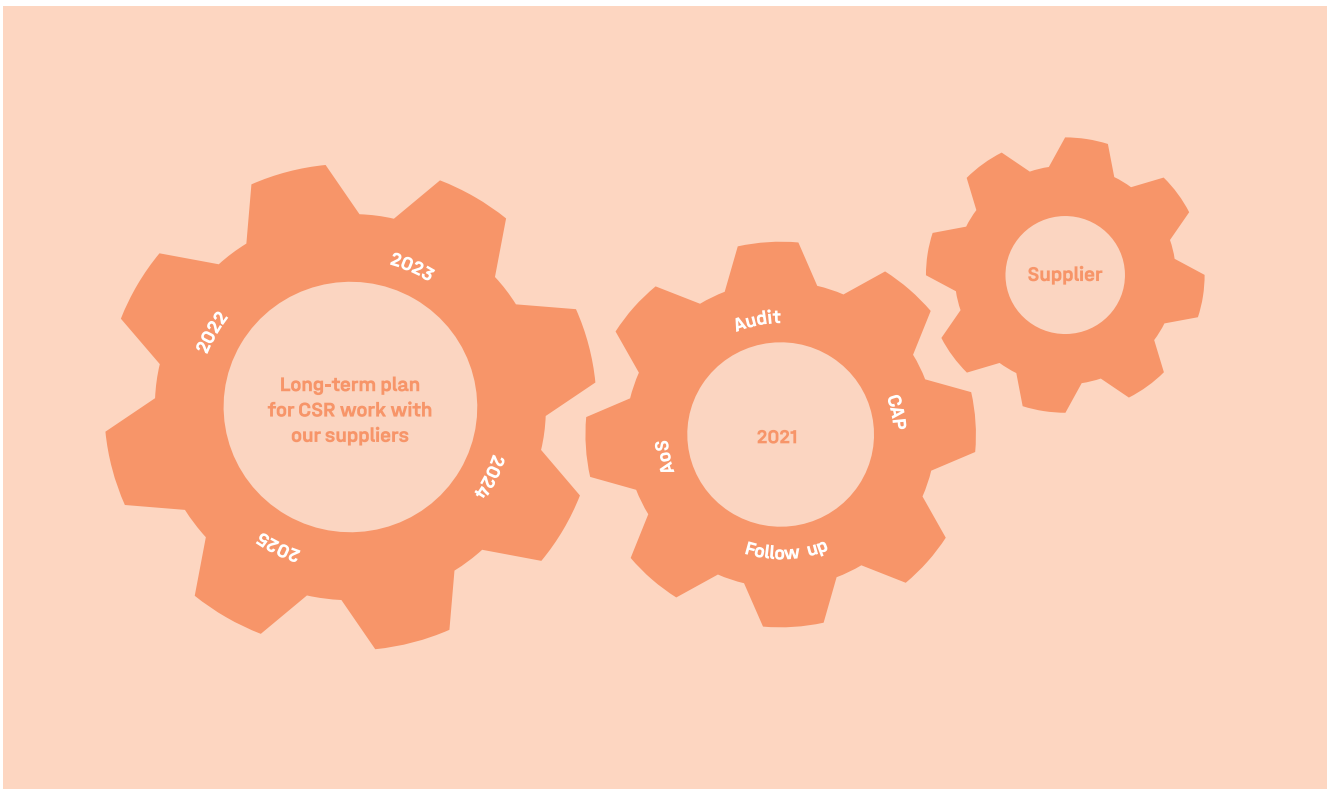 2022
2023
2024
2025
Long-term plan
for CSR work with
our suppliers
Audit
CAP
Follow up
AoS
2021
Supplier